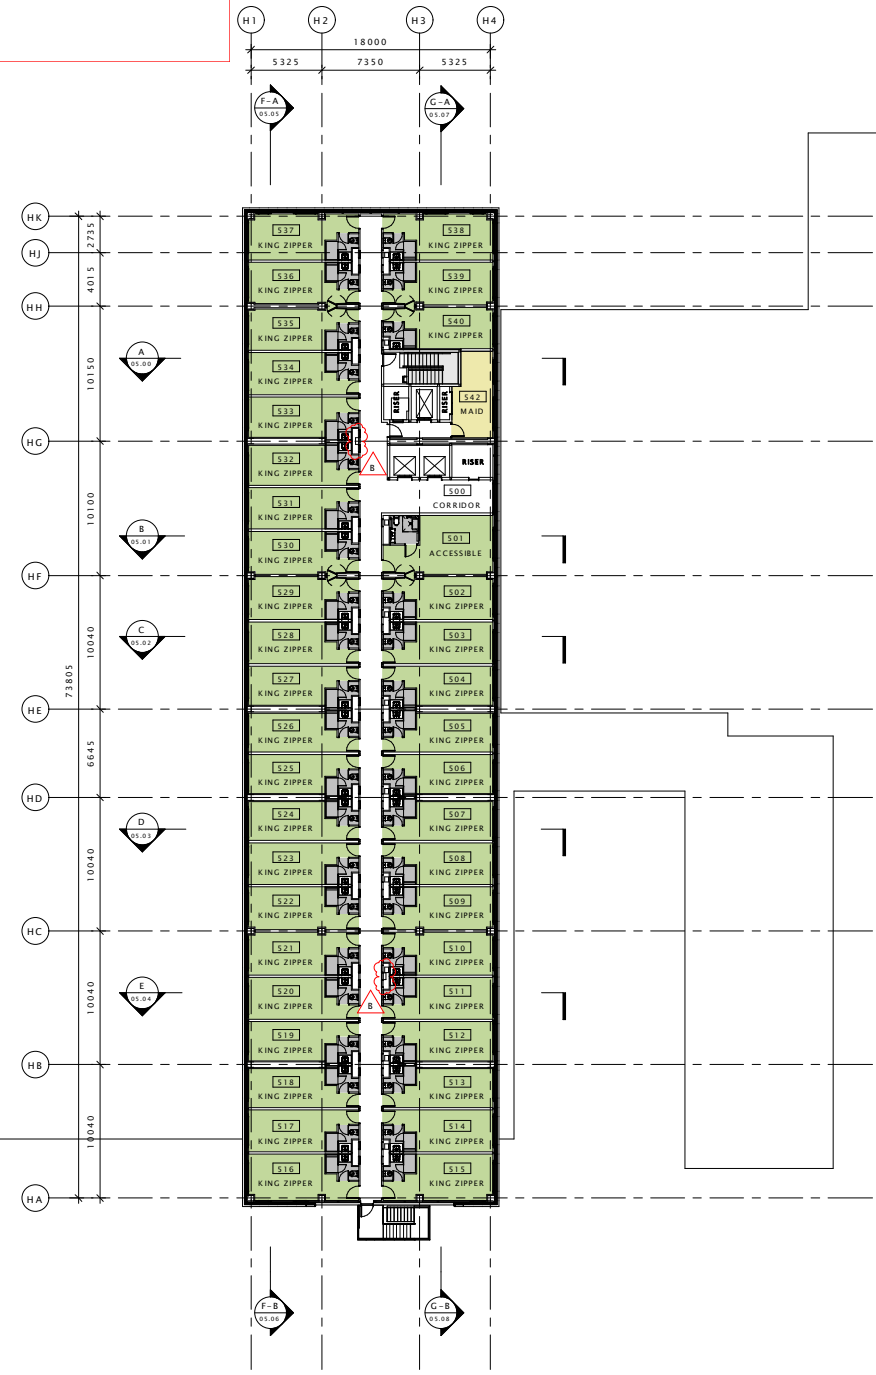 H1 H2 H3 H4
18000
5325 7350 5325
F-A
05.05
G-A
05.07
HK
2735
HJ
4015
HH
10150
HG
10100
HF
10040
HE
6645
HD
10040
HC
10040
HB
10040
HA
73805
A
05.00
B
05.01
C
05.02
D
05.03
E
05.04
537
KING ZIPPER
538
KING ZIPPER
536
KING ZIPPER
539
KING ZIPPER
535
KING ZIPPER
540
KING ZIPPER
534
KING ZIPPER
RISER
RISER
542
MAID
533
KING ZIPPER
532
KING ZIPPER
B
RISER
531
KING ZIPPER
500
CORRIDOR
530
KING ZIPPER
501
ACCESSIBLE
529
KING ZIPPER
502
KING ZIPPER
528
KING ZIPPER
503
KING ZIPPER
527
KING ZIPPER
504
KING ZIPPER
526
KING ZIPPER
505
KING ZIPPER
525
KING ZIPPER
506
KING ZIPPER
524
KING ZIPPER
507
KING ZIPPER
523
KING ZIPPER
508
KING ZIPPER
522
KING ZIPPER
509
KING ZIPPER
521
KING ZIPPER
510
KING ZIPPER
520
KING ZIPPER
B
511
KING ZIPPER
519
KING ZIPPER
512
KING ZIPPER
518
KING ZIPPER
513
KING ZIPPER
517
KING ZIPPER
514
KING ZIPPER
516
KING ZIPPER
515
KING ZIPPER
F-B
05.06
G-B
05.08